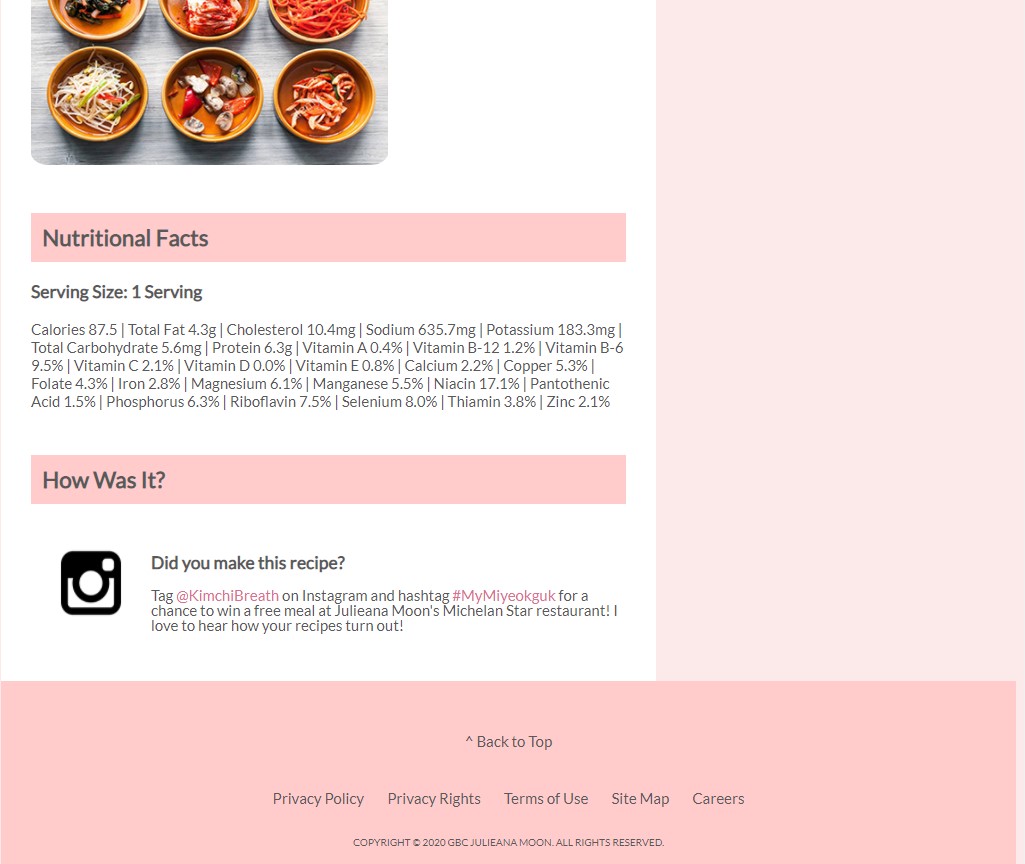 Nutritional Facts
Serving Size: 1 Serving
Calories 87.5 | Total Fat 4.3g | Cholesterol 10.4mg | Sodium 635.7mg | Potassium 183.3mg |
Total Carbohydrate 5.6mg | Protein 6.3g | Vitamin A 0.4% | Vitamin B-12 1.2% | Vitamin B-6
9.5% | Vitamin C 2.1% | Vitamin D 0.0% | Vitamin E 0.8% | Calcium 2.2% | Copper 5.3% |
Folate 4.3% | Iron 2.8% | Magnesium 6.1% | Manganese 5.5% | Niacin 17.1% | Pantothenic
Acid 1.5% | Phosphorus 6.3% | Riboflavin 7.5% | Selenium 8.0% | Thiamin 3.8% | Zinc 2.1%
How Was It?
Did you make this recipe?
Tag @KimchiBreath on Instagram and hashtag #MyMiyeokguk for a
chance to win a free meal at Julieana Moon's Michelan Star restaurant! I
love to hear how your recipes turn out!
^ Back to Top
Privacy Policy Privacy Rights Terms of Use Site Map Careers
COPYRIGHT © 2020 GBC JULIEANA MOON. ALL RIGHTS RESERVED.